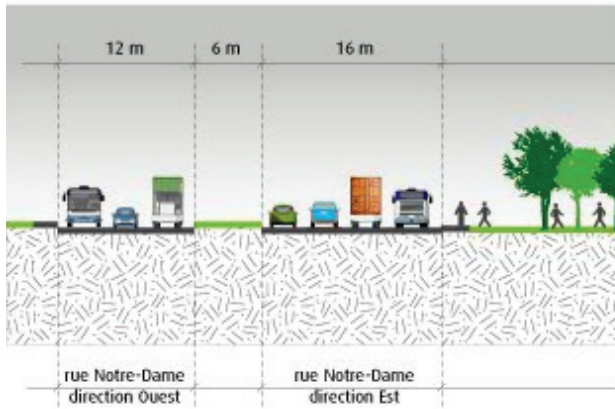 12 m
6 m
16 m
rue Notre-Dame
direction Ouest
rue Notre-Dame
direction Est